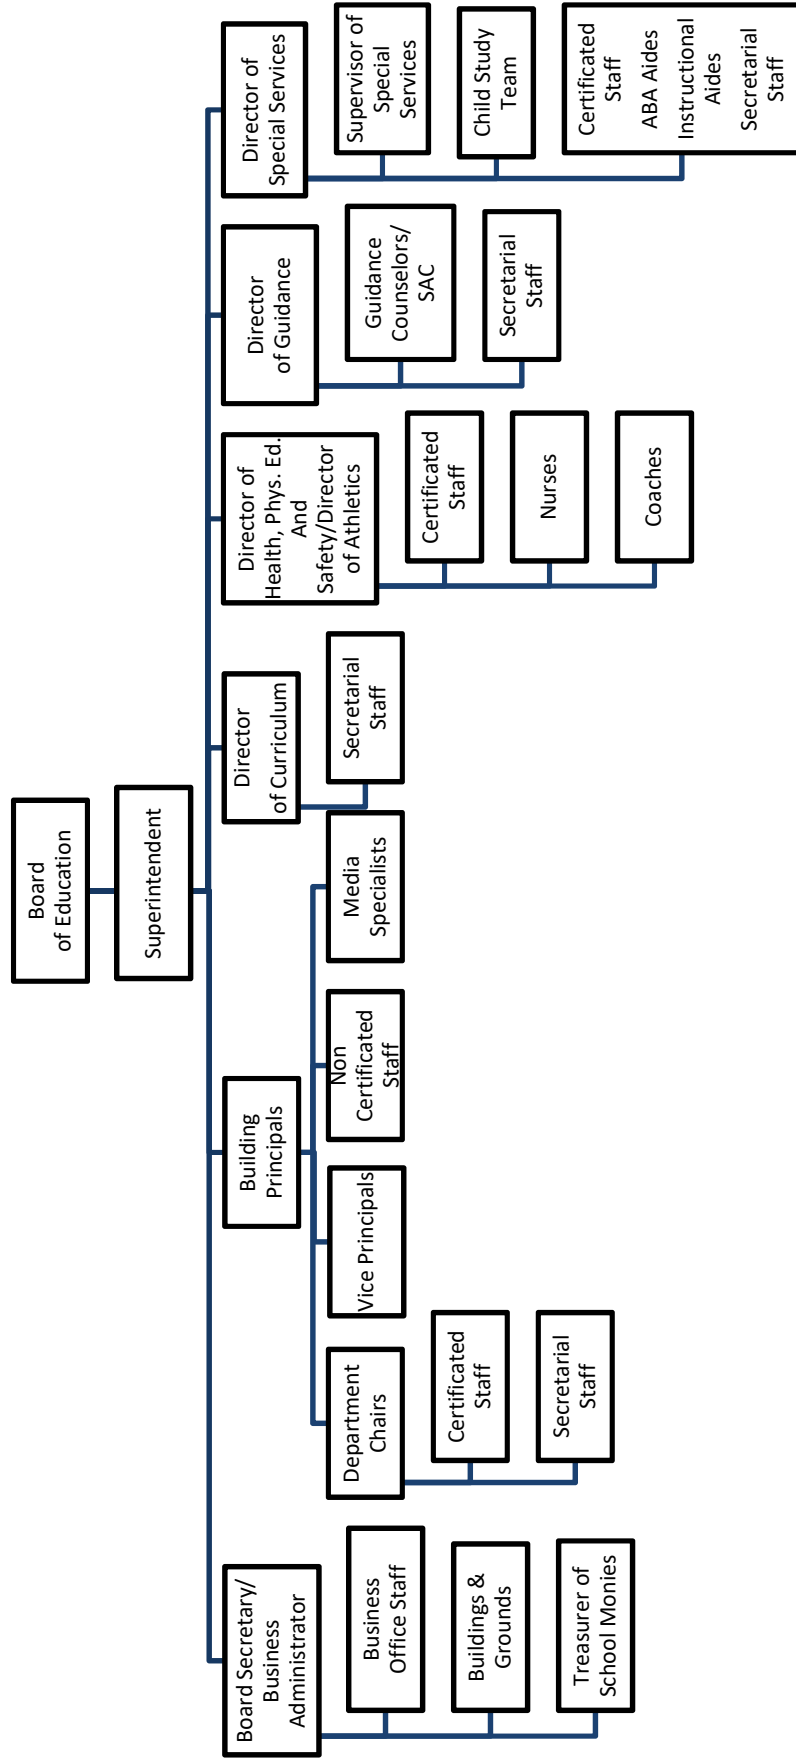 Board
of Education
Superintendent
Board Secretary/
Business
Administrator
Business
Office Staff
Buildings &
Grounds
Treasurer of
School Monies
Building
Principals
Department
Chairs
Certificated
Staff
Secretarial
Staff
Vice Principals
Non
Certificated
Staff
Media
Specialists
Director
of Curriculum
Secretarial
Staff
Director of
Health, Phys. Ed.
And
Safety/Director
of Athletics
Certificated
Staff
Nurses
Coaches
Director
of Guidance
Guidance
Counselors/
SAC
Secretarial
Staff
Director of
Special Services
Supervisor of
Special
Services
Child Study
Team
Certificated
Staff
ABA Aides
Instructional
Aides
Secretarial
Staff